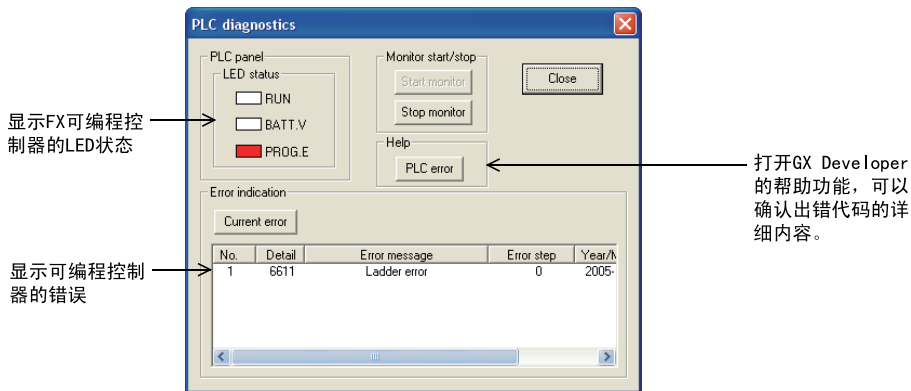 PLC diagnostics
PLC panel
LED status
RUN
BATT.V
PROG.E
Monitor start/stop
Start monitor
Stop monitor
Close
Help
PLC error
显示FX可编程控
制器的LED状态
打开GX Developer
的帮助功能，可以
确认出错代码的详
细内容。
Error indication
Current error
No. Detail Error message Error step Year/M
1 6611 Ladder error 0 2005-
显示可编程控制
器的错误